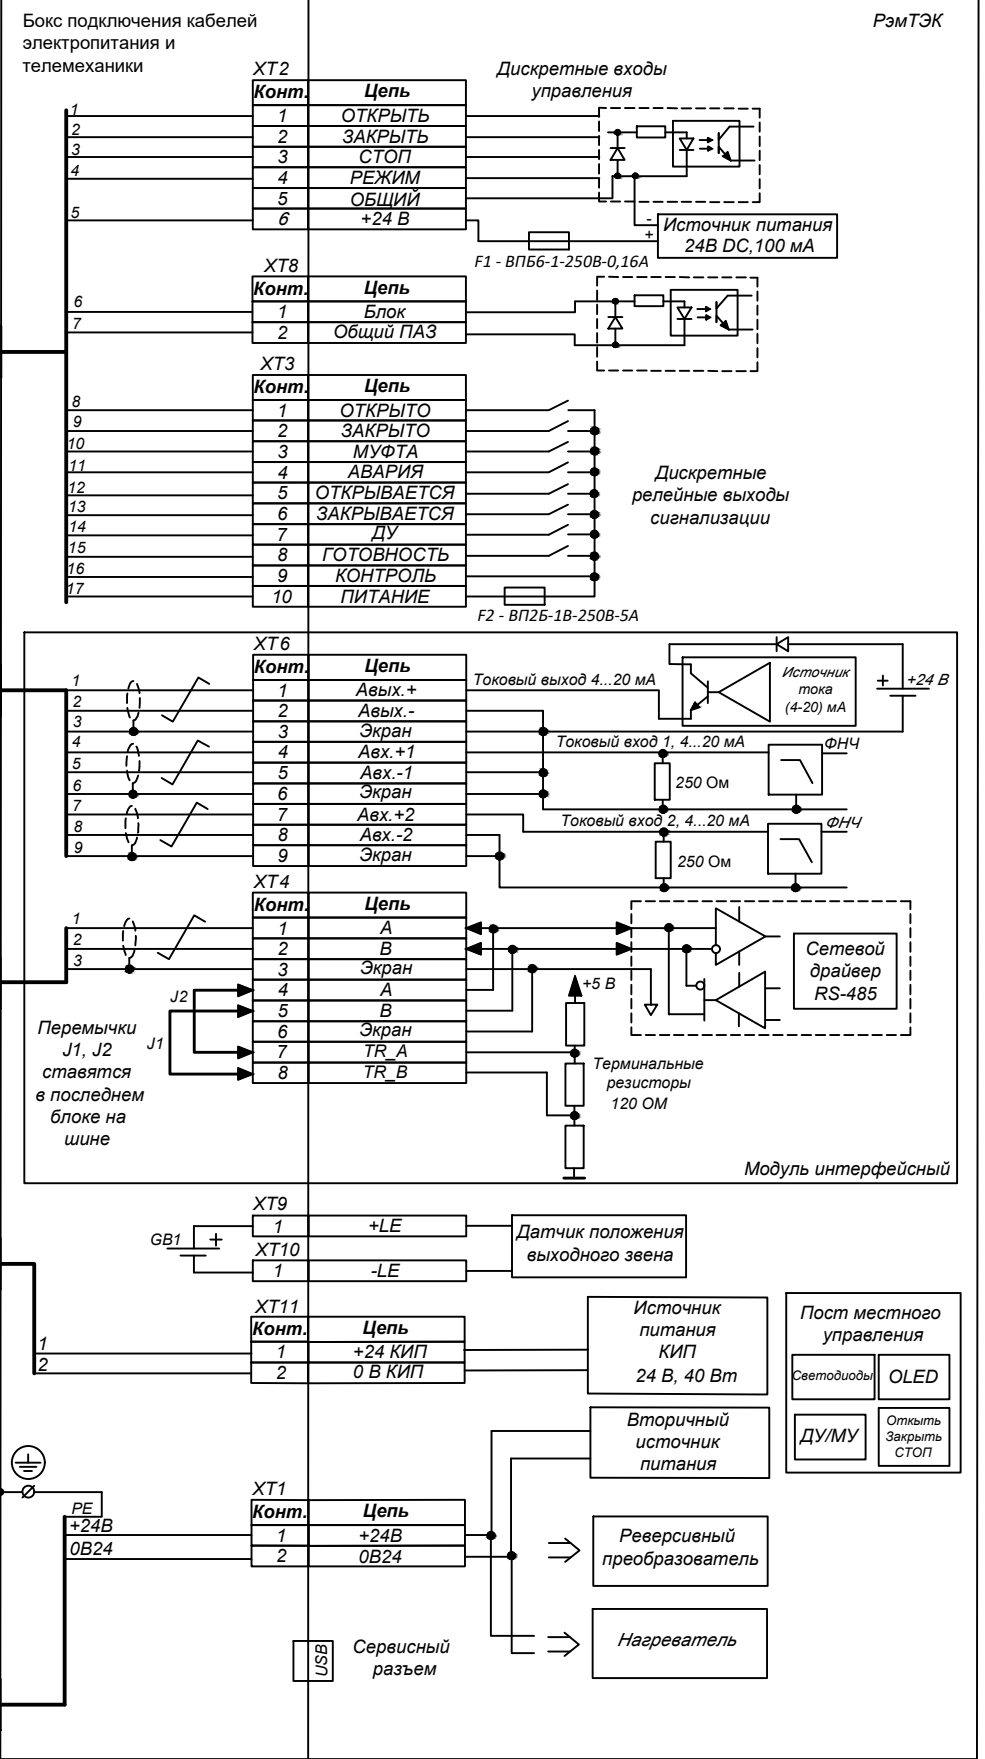 Бокс подключения кабелей
электропитания и
телемеханики
РэмТЭК
XT2
Конт. Цепь
1 1 ОТКРЫТЬ
2 2 ЗАКРЫТЬ
3 3 СТОП
4 4 РЕЖИМ
5 ОБЩИЙ
5 6 +24 В
Дискретные входы
управления
- Источник питания
+ 24В DC,100 мА
F1 - ВПБ6-1-250В-0,16А
XT8
Конт. Цепь
6 1 Блок
7 2 Общий ПАЗ
XT3
Конт. Цепь
8 1 ОТКРЫТО
9 2 ЗАКРЫТО
10 3 МУФТА
11 4 АВАРИЯ
12 5 ОТКРЫВАЕТСЯ
13 6 ЗАКРЫВАЕТСЯ
14 7 ДУ
15 8 ГОТОВНОСТЬ
16 9 КОНТРОЛЬ
17 10 ПИТАНИЕ
Дискретные
релейные выходы
сигнализации
F2 - ВП2Б-1В-250В-5А
XT6
Конт. Цепь
1 1 Авых.+
2 2 Авых.-
3 3 Экран
4 4 Авх.+1
5 5 Авх.-1
6 6 Экран
7 7 Авх.+2
8 8 Авх.-2
9 9 Экран
Токовый выход 4...20 мА
Источник
тока
(4-20) мА
+ +24 В
Токовый вход 1, 4...20 мА
ФНЧ
250 Ом
Токовый вход 2, 4...20 мА
ФНЧ
250 Ом
XT4
Конт. Цепь
1 1 A
2 2 B
3 3 Экран
4 A
5 B
6 Экран
7 TR_A
8 TR_B
J2
J1
Перемычки
J1, J2
ставятся
в последнем
блоке на
шине
+5 В
Терминальные
резисторы
120 ОМ
Сетевой
драйвер
RS-485
Модуль интерфейсный
XT9
1 +LE
GB1 +
XT10
1 -LE
Датчик положения
выходного звена
XT11
Конт. Цепь
1 1 +24 КИП
2 2 0 В КИП
Источник
питания
КИП
24 В, 40 Вт
Пост местного
управления
Светодиоды
OLED
ДУ/МУ
Откыть
Закрыть
СТОП
Вторичный
источник
питания
XT1
Конт. Цепь
PE
+24В 1 +24В
0В24 2 0В24
Реверсивный
преобразователь
Нагреватель
USB
Сервисный
разъем